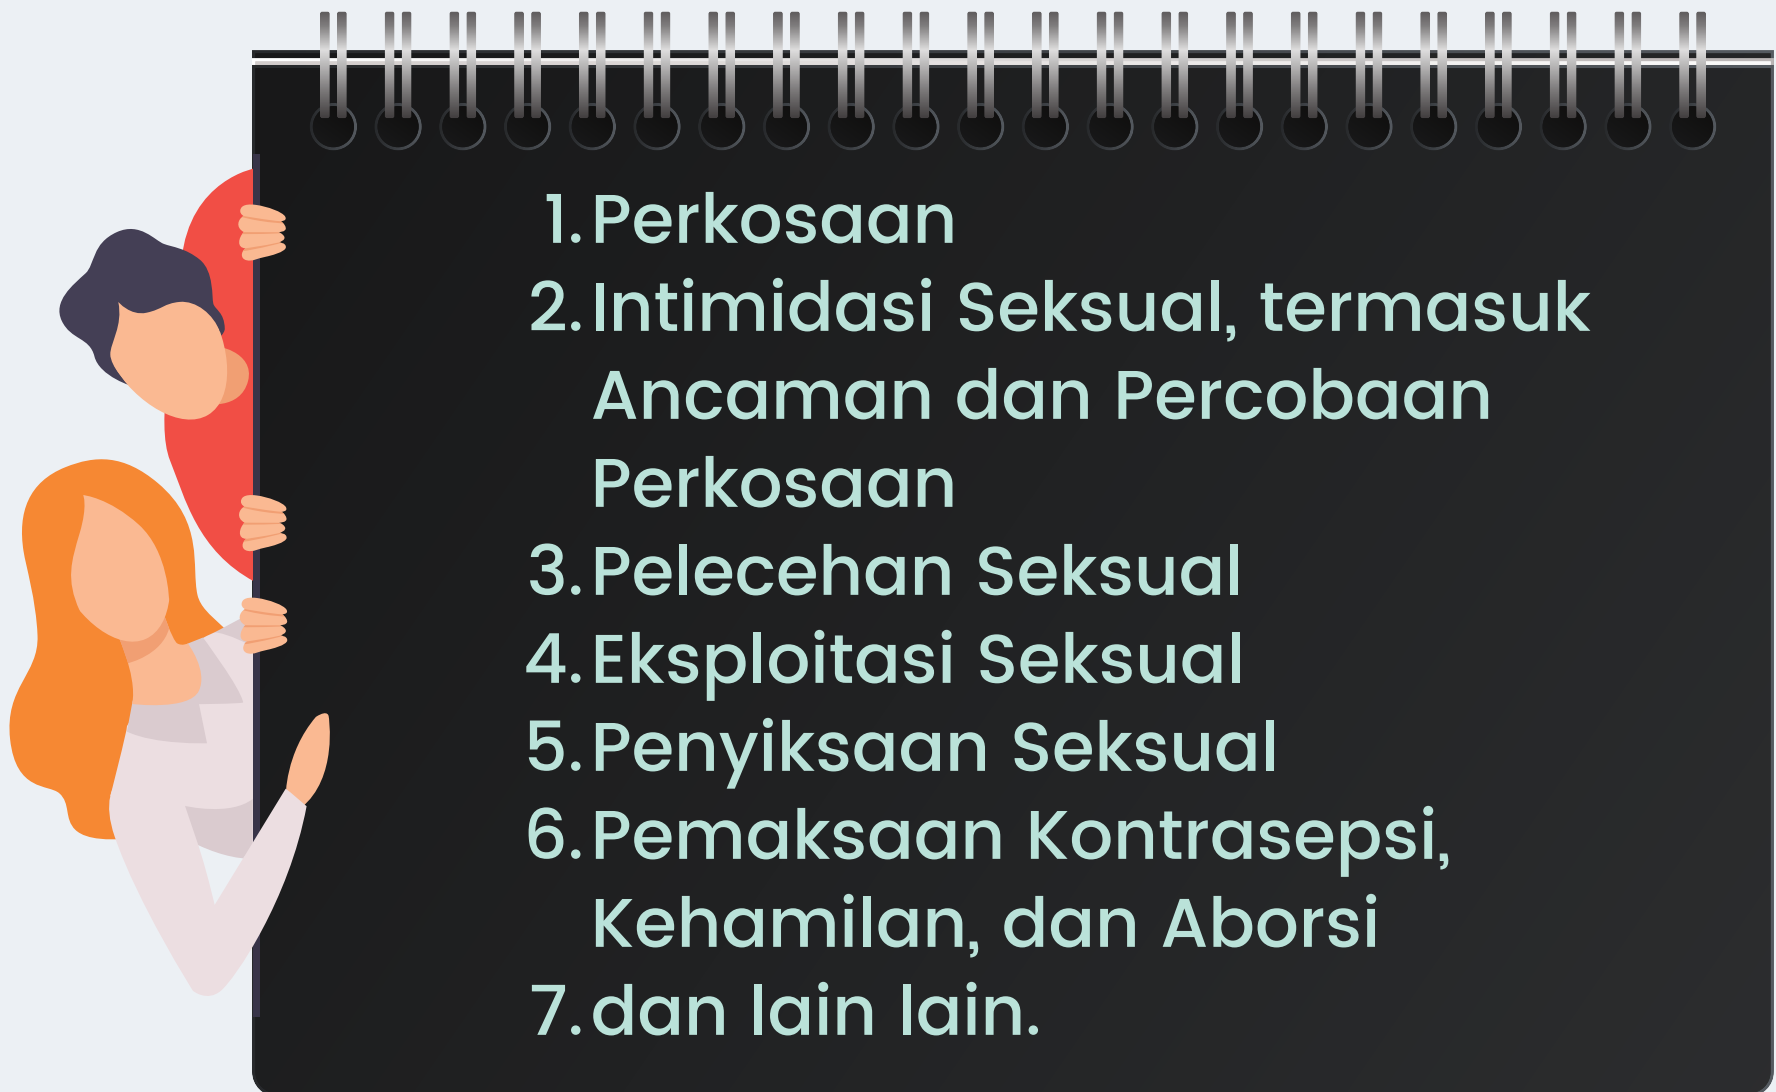 1. Perkosaan
2. Intimidasi Seksual, termasuk
Ancaman dan Percobaan
Perkosaan
3. Pelecehan Seksual
4. Eksploitasi Seksual
5. Penyiksaan Seksual
6. Pemaksaan Kontrasepsi,
Kehamilan, dan Aborsi
7. dan lain lain.